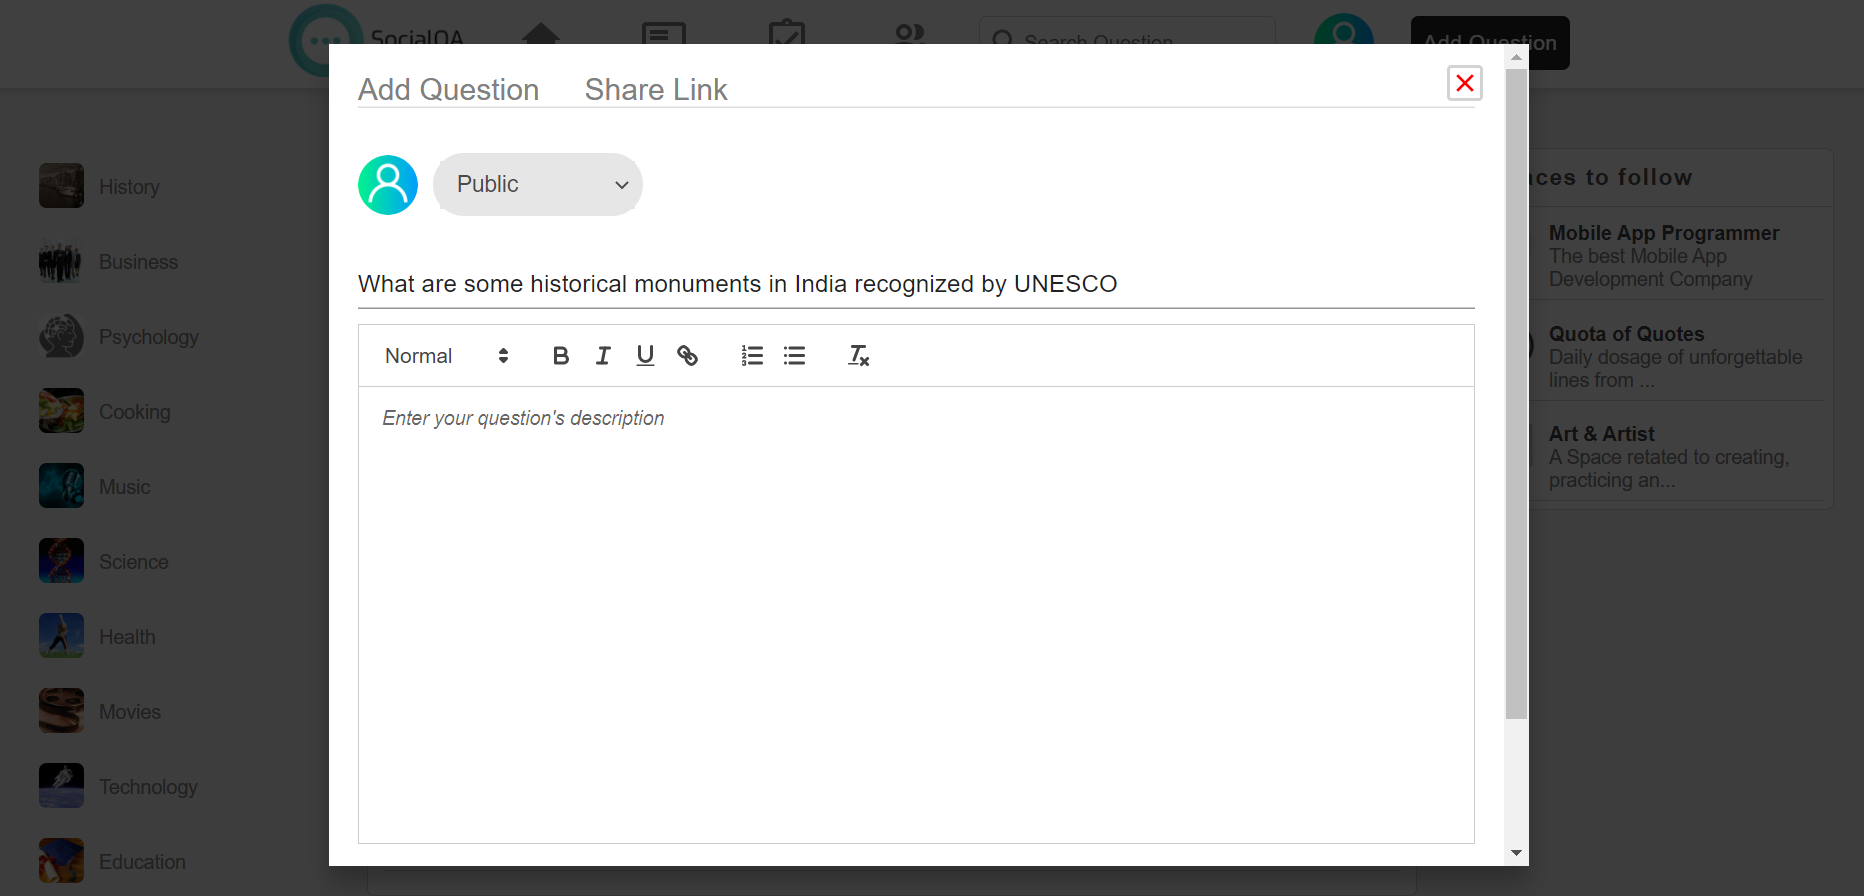 SocialQA
Search Question
Add Question
Add Question
Share Link
Public
What are some historical monuments in India recognized by UNESCO
Normal
Enter your question's description
History
Business
Psychology
Cooking
Music
Science
Health
Movies
Technology
Education
to follow
Mobile App Programmer
The best Mobile App
Development Company
Quota of Quotes
Daily dosage of unforgettable
lines from ...
Art & Artist
A Space retated to creating,
practicing an...